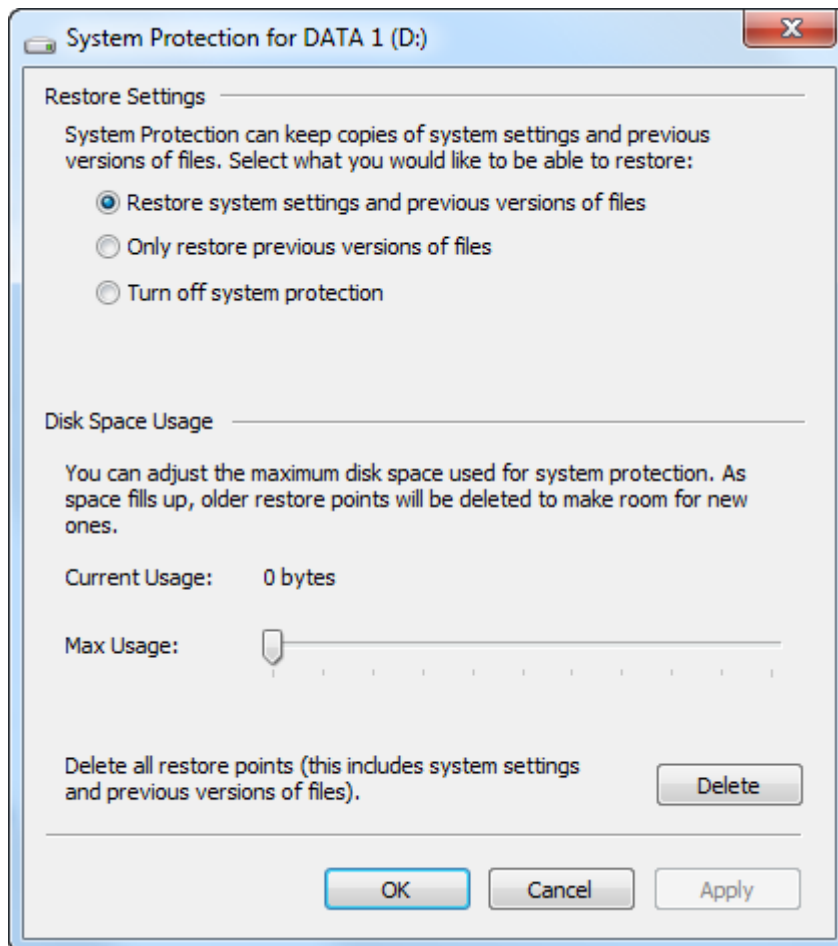 System Protection for DATA 1 (D:)
Restore Settings
System Protection can keep copies of system settings and previous
versions of files. Select what you would like to be able to restore:
Restore system settings and previous versions of files
Only restore previous versions of files
Turn off system protection
Disk Space Usage
You can adjust the maximum disk space used for system protection. As
space fills up, older restore points will be deleted to make room for new
ones.
Current Usage: 0 bytes
Max Usage:
Delete all restore points (this includes system settings
and previous versions of files).
Delete
OK Cancel Apply